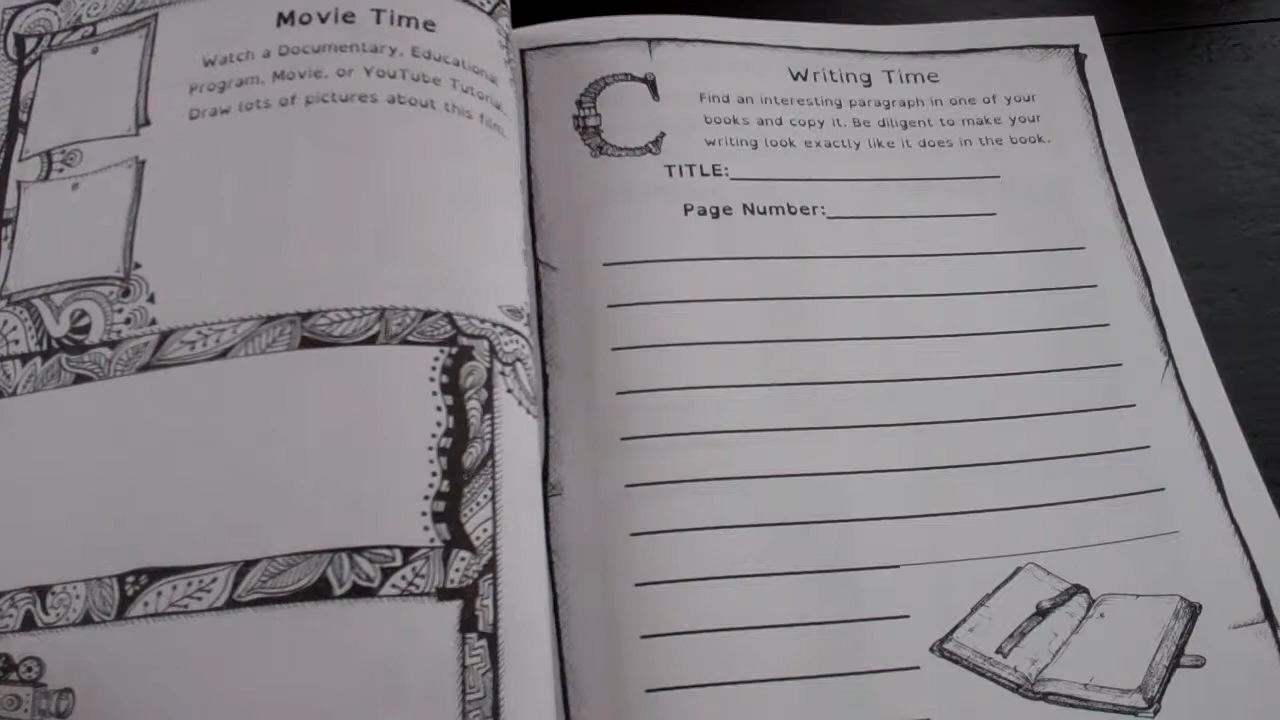 Movie Time
Watch a Documentary, Educational
Program, Movie, or YouTube Tutorial.
Draw lots of pictures about this film.
C
Writing Time
Find an interesting paragraph in one of your
books and copy it. Be diligent to make your
writing look exactly like it does in the book.
TITLE:
Page Number: